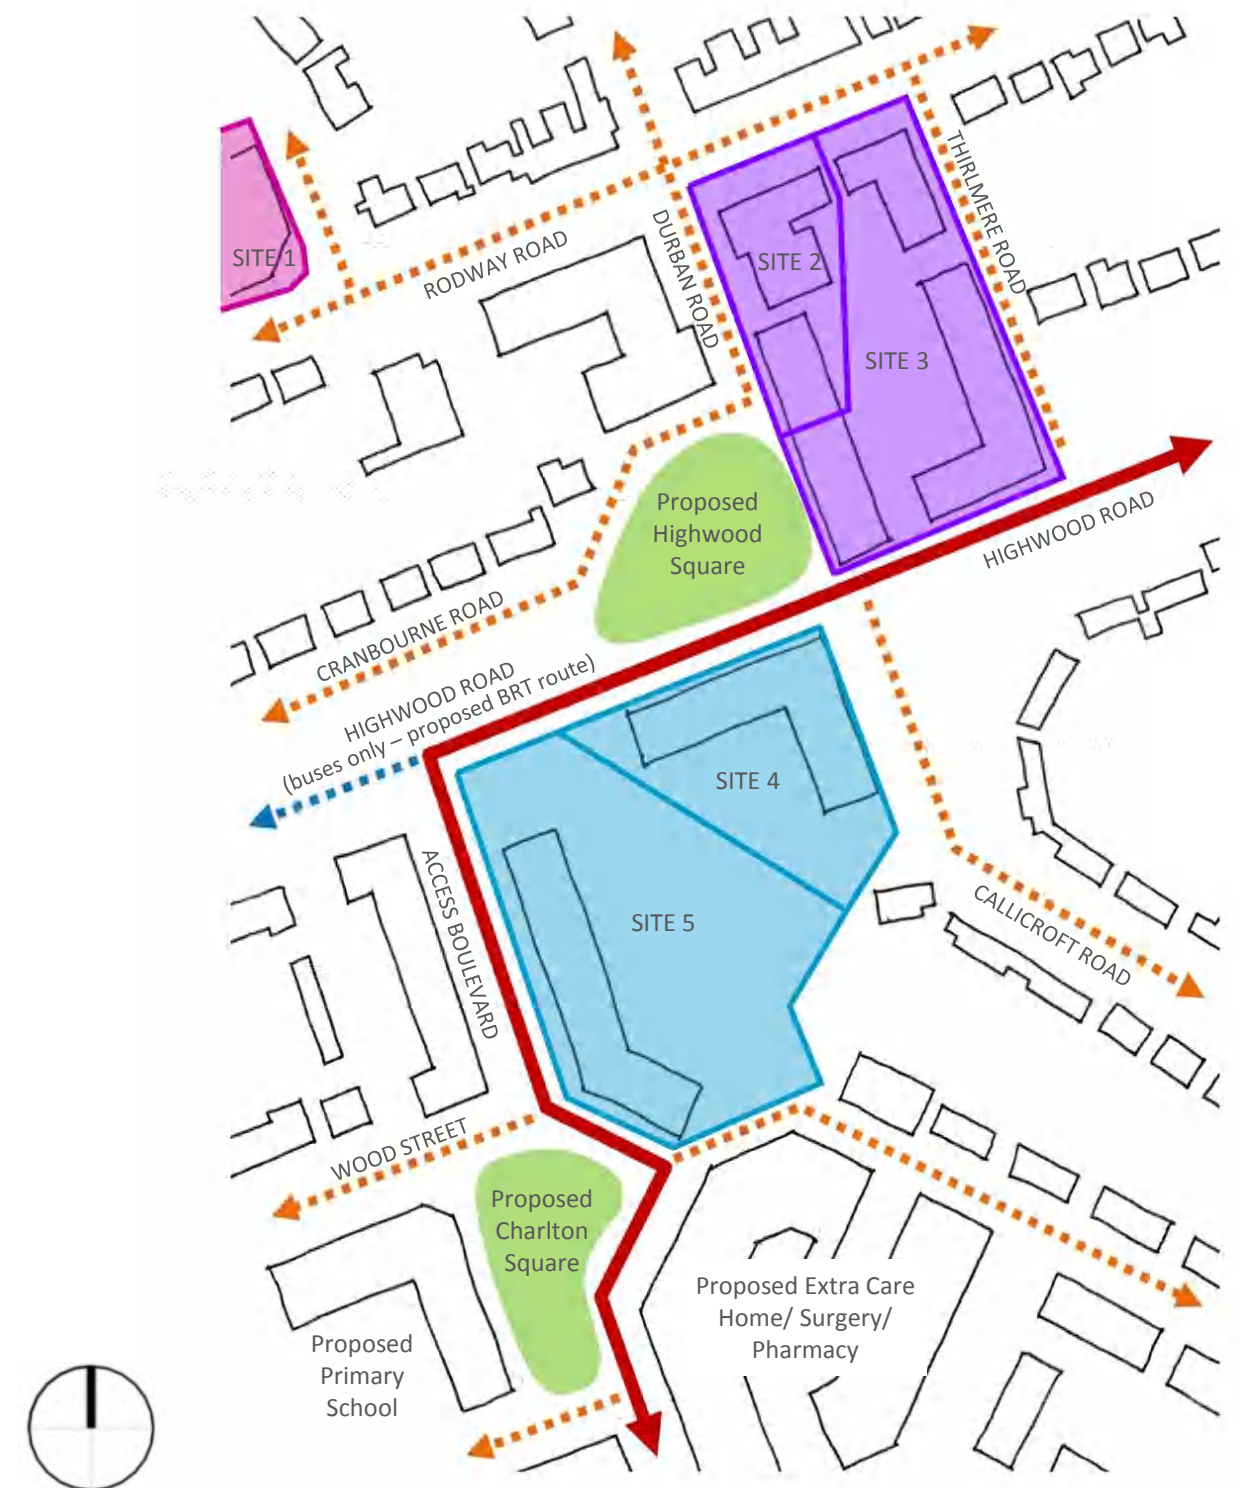 THIRLMERE ROAD
SITE 1
RODWAY ROAD
DURBAN ROAD
SITE 2
SITE 3
Proposed
Highwood
Square
HIGHWOOD ROAD
CRANBOURNE ROAD
HIGHWOOD ROAD
(buses only – proposed BRT route)
SITE 4
ACCESS BOULEVARD
SITE 5
CALLICROFT ROAD
WOOD STREET
Proposed
Charlton
Square
Proposed Extra Care
Home/ Surgery/
Pharmacy
Proposed
Primary
School